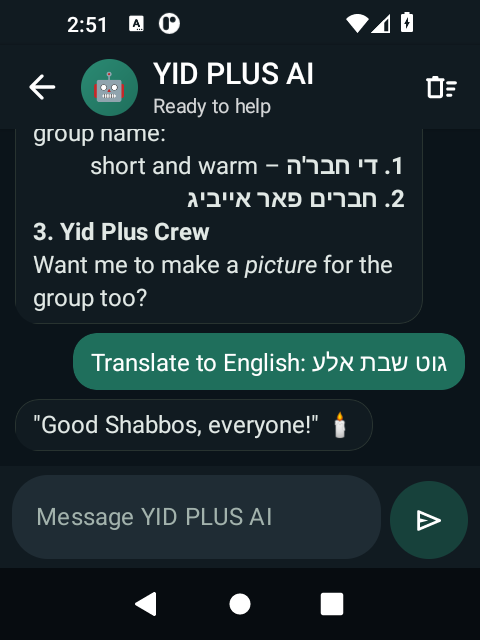 2:51
YID PLUS AI
Ready to help
group name:
1. די חבר'ה – short and warm
2. חברים פאר אייביג
3. Yid Plus Crew
Want me to make a picture for the
group too?
Translate to English: גוט שבת אלע
"Good Shabbos, everyone!" 🕯️
Message YID PLUS AI